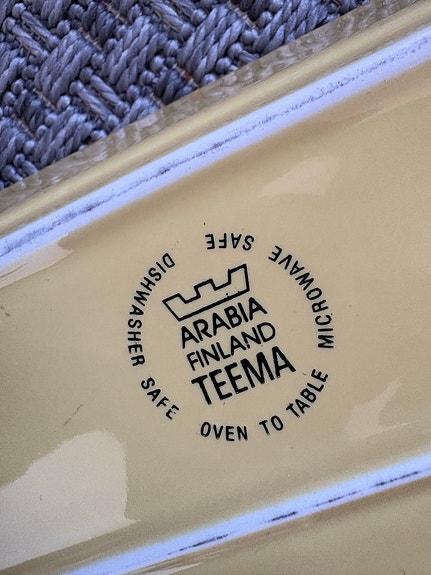 ARABIA
FINLAND
TEEMA
DISHWASHER SAFE
OVEN TO TABLE
MICROWAVE SAFE